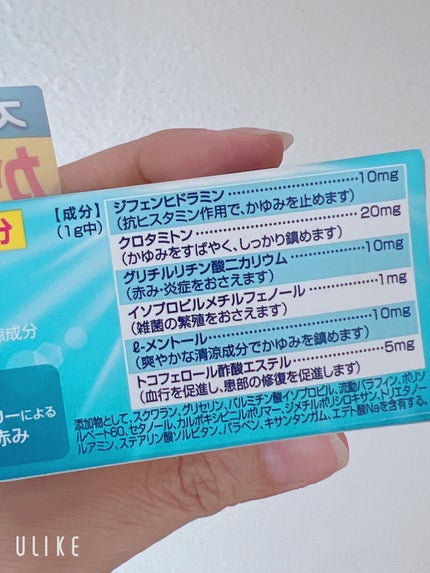 ス
か
分
【成分】
(1g中)
ジフェンヒドラミン 10mg
(抗ヒスタミン作用で、かゆみを止めます)
クロタミトン 20mg
(かゆみをすばやく、しっかり鎮めます)
グリチルリチン酸二カリウム 10mg
(赤み・炎症をおさえます)
イソプロピルメチルフェノール 1mg
(雑菌の繁殖をおさえます)
ℓ-メントール 10mg
(爽やかな清涼成分でかゆみを鎮めます)
トコフェロール酢酸エステル 5mg
(血行を促進し、患部の修復を促進します)
涼成分
リーによる
赤み
添加物として、スクワラン、グリセリン、パルミチン酸イソプロピル、流動パラフィン、ポリソ
ルベート60、セタノール、カルボキシビニルポリマー、ジメチルポリシロキサン、トリエタノー
ルアミン、ステアリン酸ソルビタン、パラベン、キサンタンガム、エデト酸Naを含有する。
ULIKE